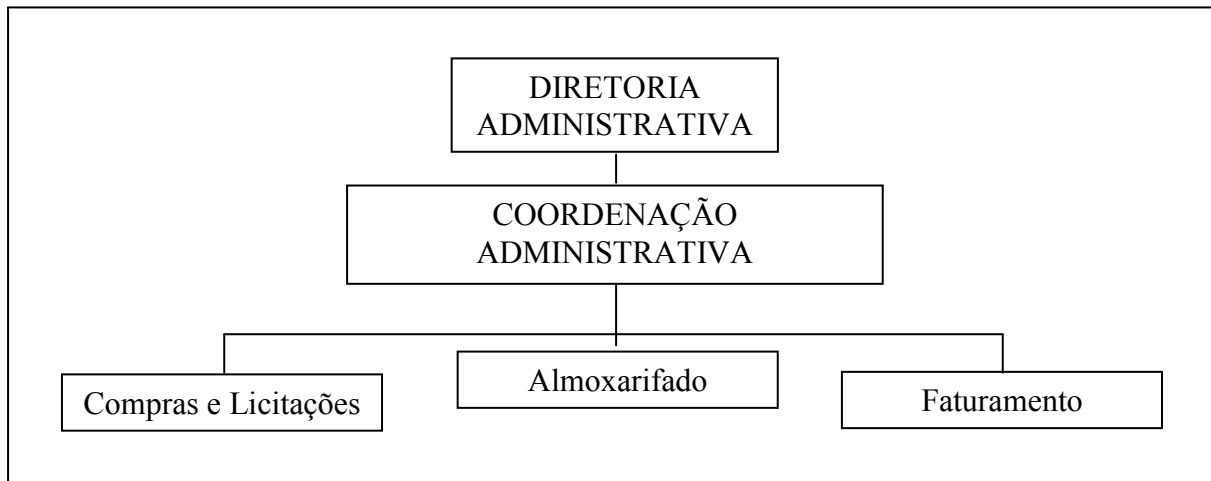 DIRETORIA
ADMINISTRATIVA
COORDENAÇÃO
ADMINISTRATIVA
Compras e Licitações
Almoxarifado
Faturamento